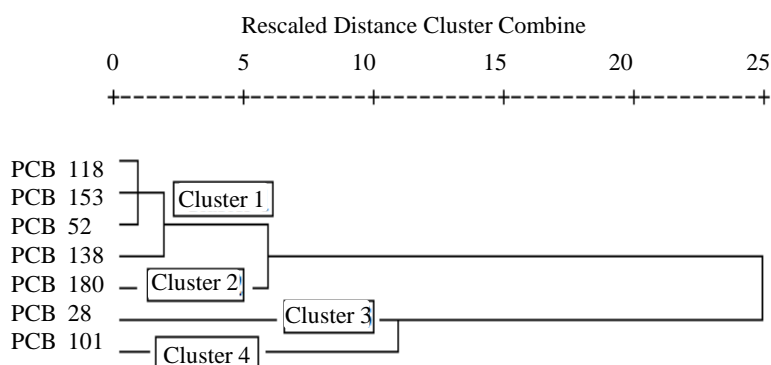 Rescaled Distance Cluster Combine
0 5 10 15 20 25
PCB 118
PCB 153
Cluster 1
PCB 52
PCB 138
PCB 180
Cluster 2
PCB 28
Cluster 3
PCB 101
Cluster 4